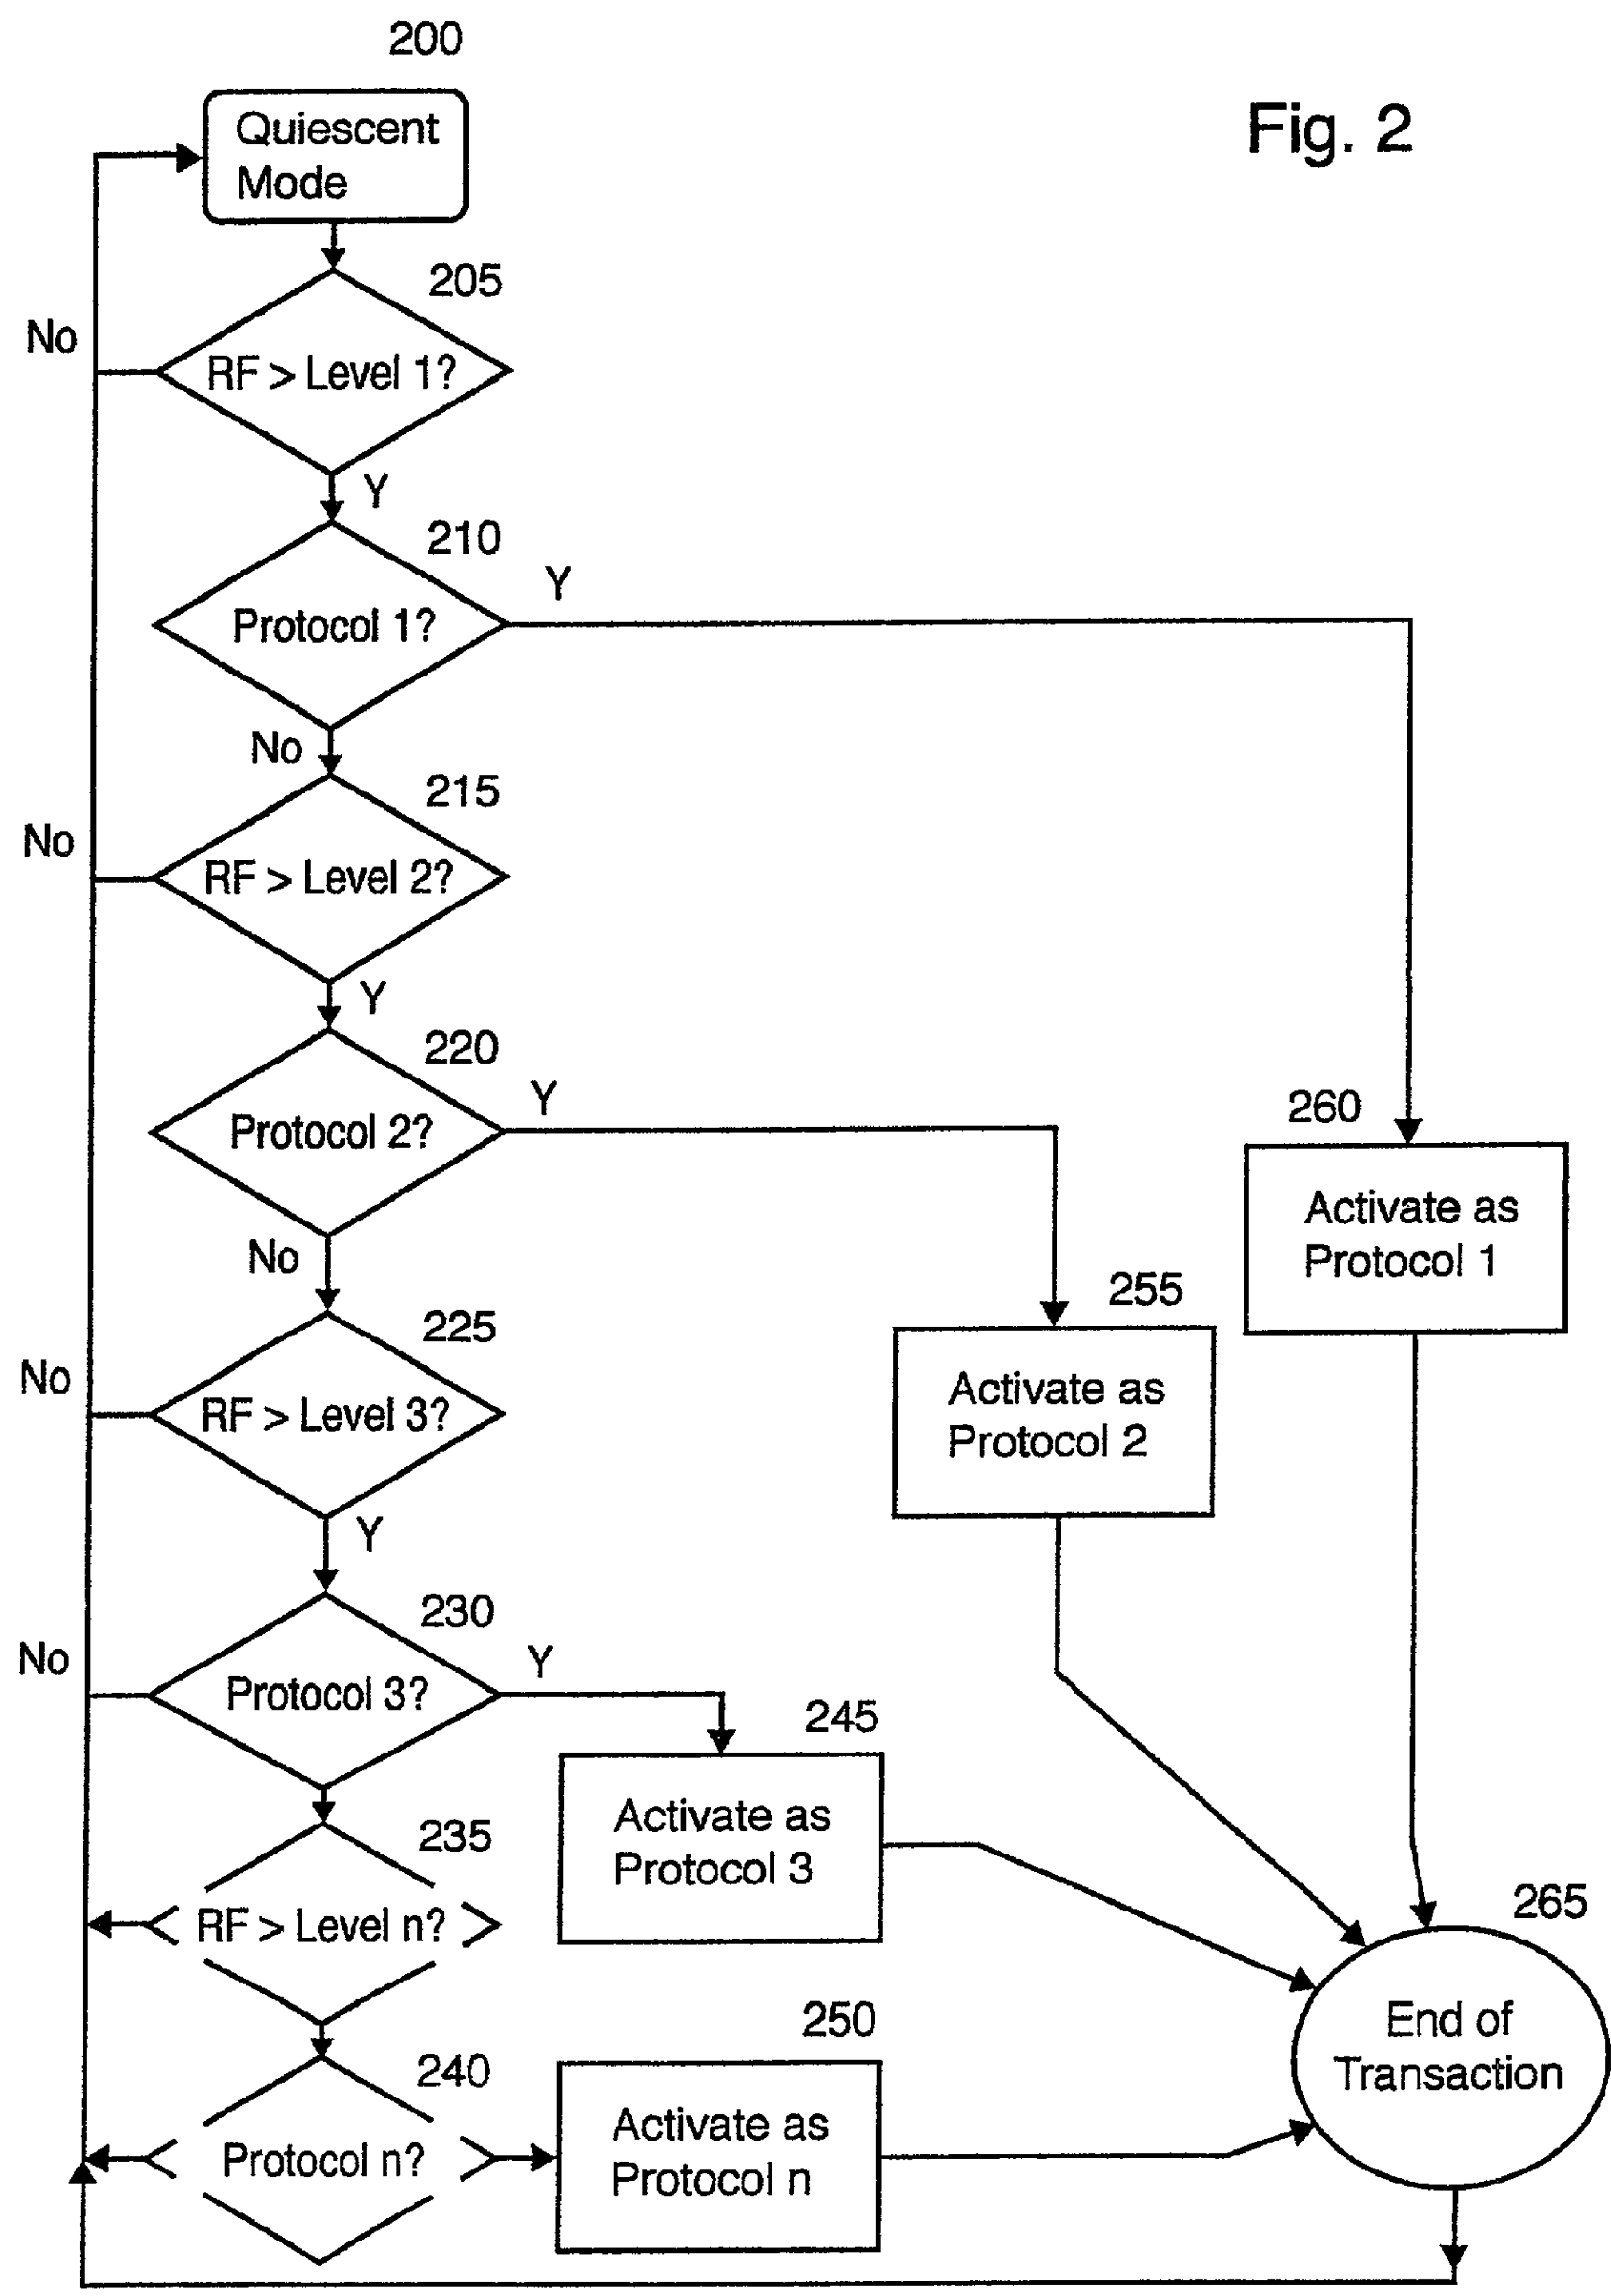 200
Fig. 2
Quiescent
Mode
205
No
RF > Level 1?
Y
210
Y
Protocol 1?
No
215
No
RF > Level 2?
Y
220
Y
Protocol 2?
260
Activate as
Protocol 1
No
255
225
No
Activate as
Protocol 2
RF > Level 3?
Y
230
No
Y
Protocol 3?
245
Activate as
Protocol 3
235
RF > Level n?
265
End of
Transaction
250
240
Activate as
Protocol n
Protocol n?